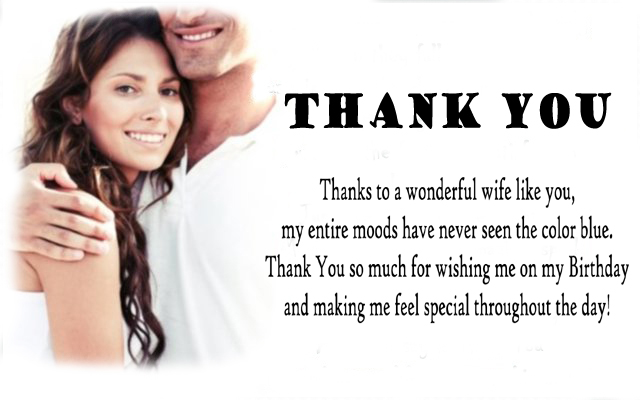 THANK YOU
Thanks to a wonderful wife like you,
my entire moods have never seen the color blue.
Thank You so much for wishing me on my Birthday
and making me feel special throughout the day!